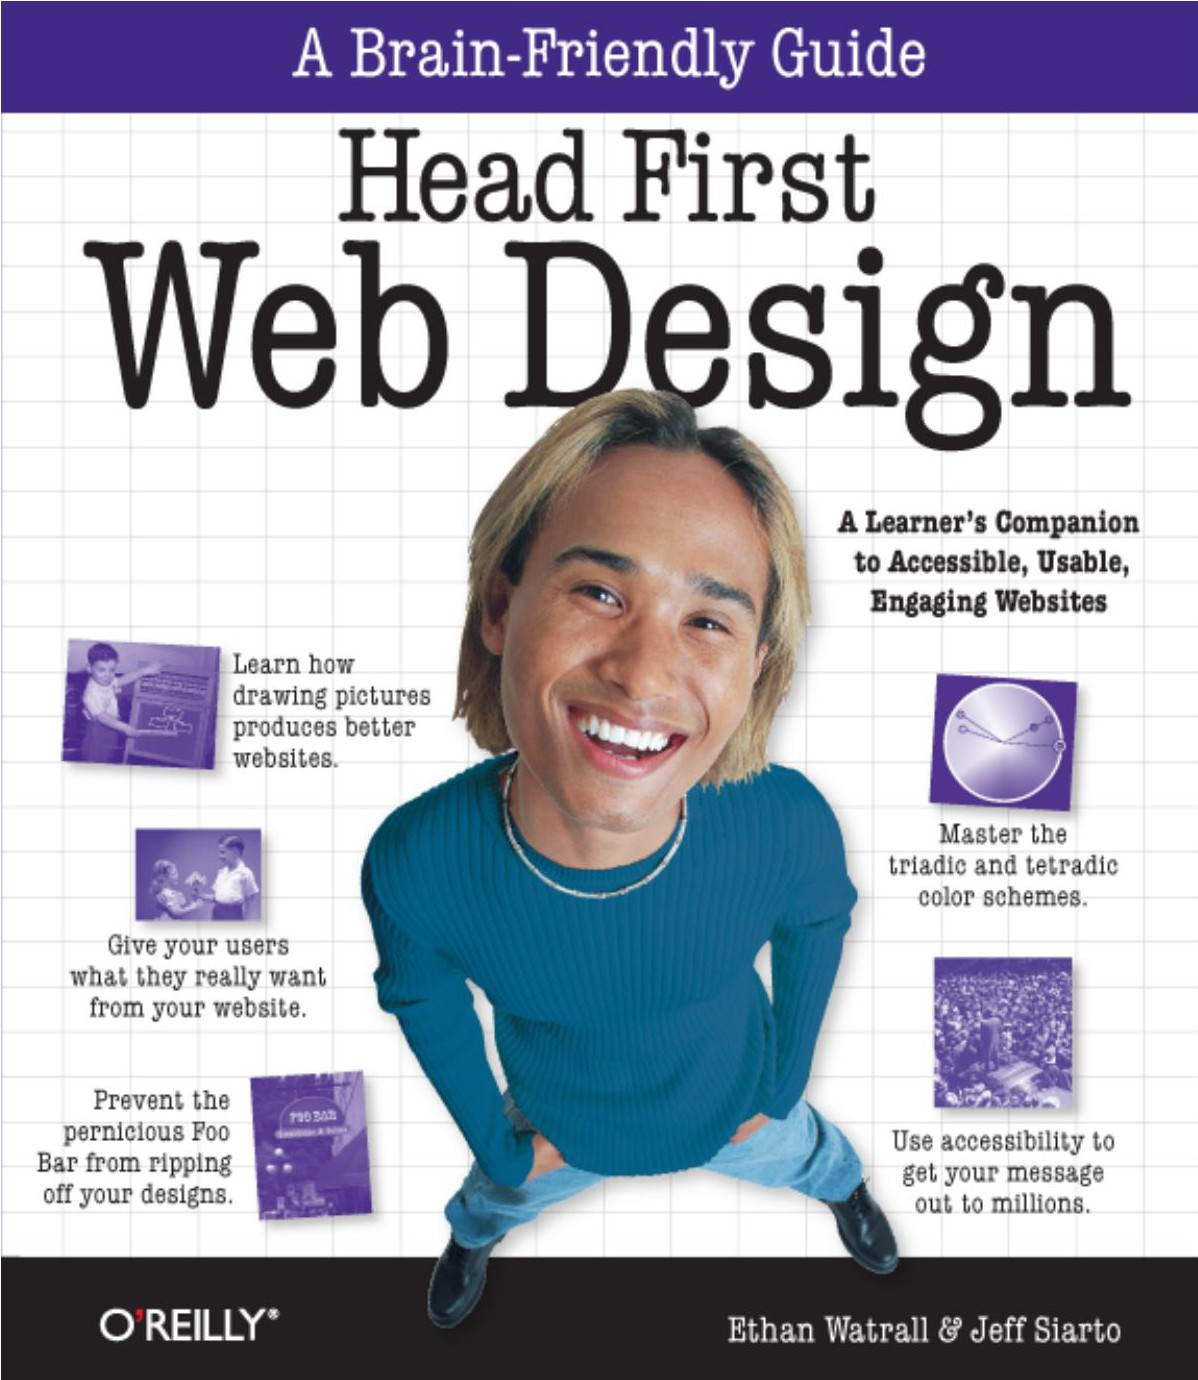 A Brain-Friendly Guide
Head First
Web Design
A Learner's Companion
to Accessible, Usable,
Engaging Websites
Learn how
drawing pictures
produces better
websites.
Master the
triadic and tetradic
color schemes.
Give your users
what they really want
from your website.
Prevent the
pernicious Foo
Bar from ripping
off your designs.
FOO BAR
Use accessibility to
get your message
out to millions.
O'REILLY®
Ethan Watrall & Jeff Siarto